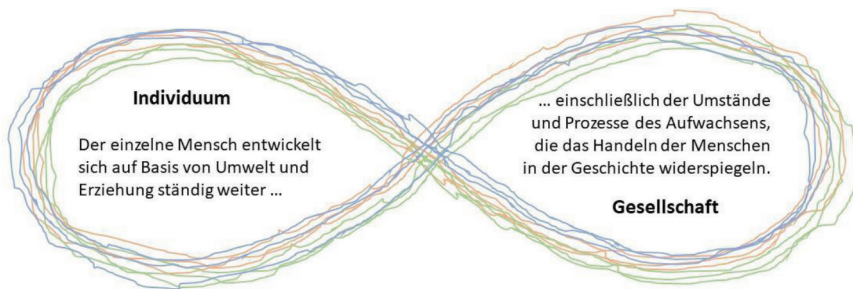 Individuum
Der einzelne Mensch entwickelt
sich auf Basis von Umwelt und
Erziehung ständig weiter ...
... einschließlich der Umstände
und Prozesse des Aufwachsens,
die das Handeln der Menschen
in der Geschichte widerspiegeln.
Gesellschaft